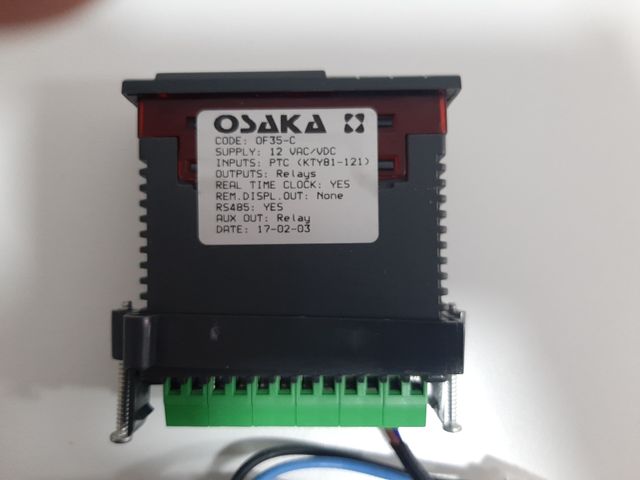 OSAKA
CODE: OF35-C
SUPPLY: 12 VAC/VDC
INPUTS: PTC (KTY81-121)
OUTPUTS: Relays
REAL TIME CLOCK: YES
REM.DISPL.OUT: None
RS485: YES
AUX OUT: Relay
DATE: 17-02-03